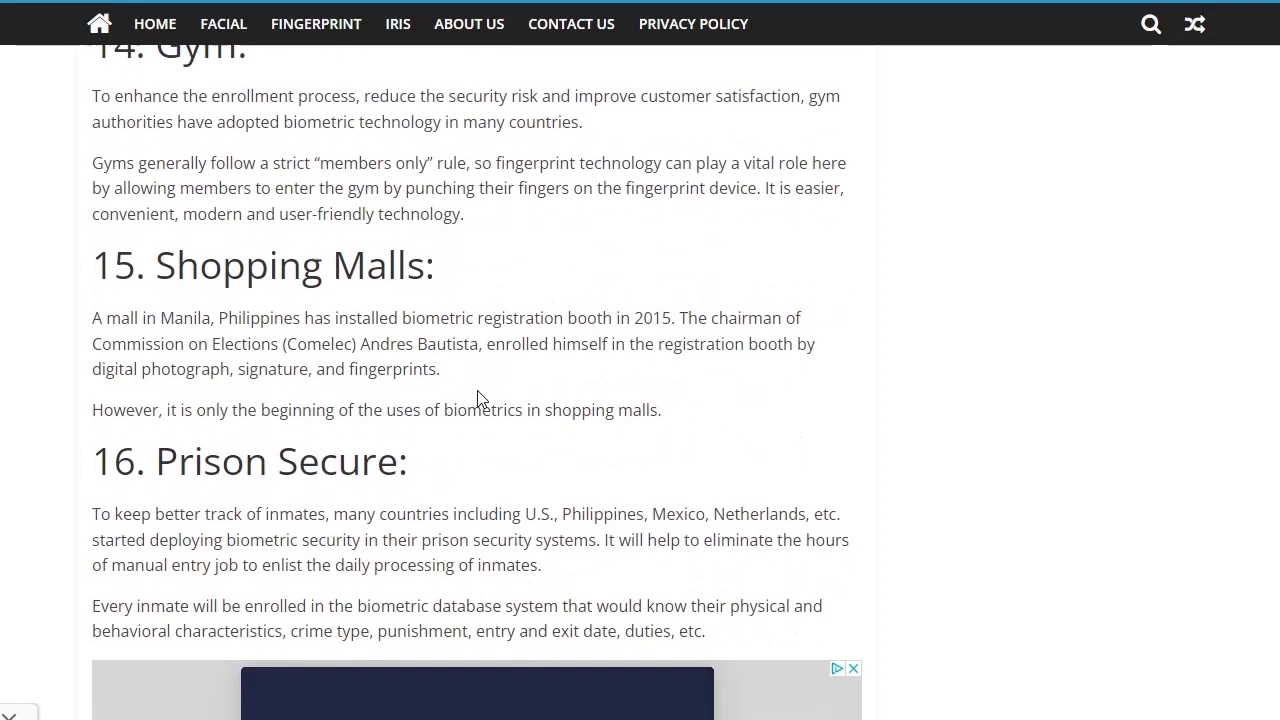 HOME FACIAL FINGERPRINT IRIS ABOUT US CONTACT US PRIVACY POLICY
14. Gym:
To enhance the enrollment process, reduce the security risk and improve customer satisfaction, gym
authorities have adopted biometric technology in many countries.
Gyms generally follow a strict “members only” rule, so fingerprint technology can play a vital role here
by allowing members to enter the gym by punching their fingers on the fingerprint device. It is easier,
convenient, modern and user-friendly technology.
15. Shopping Malls:
A mall in Manila, Philippines has installed biometric registration booth in 2015. The chairman of
Commission on Elections (Comelec) Andres Bautista, enrolled himself in the registration booth by
digital photograph, signature, and fingerprints.
However, it is only the beginning of the uses of biometrics in shopping malls.
16. Prison Secure:
To keep better track of inmates, many countries including U.S., Philippines, Mexico, Netherlands, etc.
started deploying biometric security in their prison security systems. It will help to eliminate the hours
of manual entry job to enlist the daily processing of inmates.
Every inmate will be enrolled in the biometric database system that would know their physical and
behavioral characteristics, crime type, punishment, entry and exit date, duties, etc.